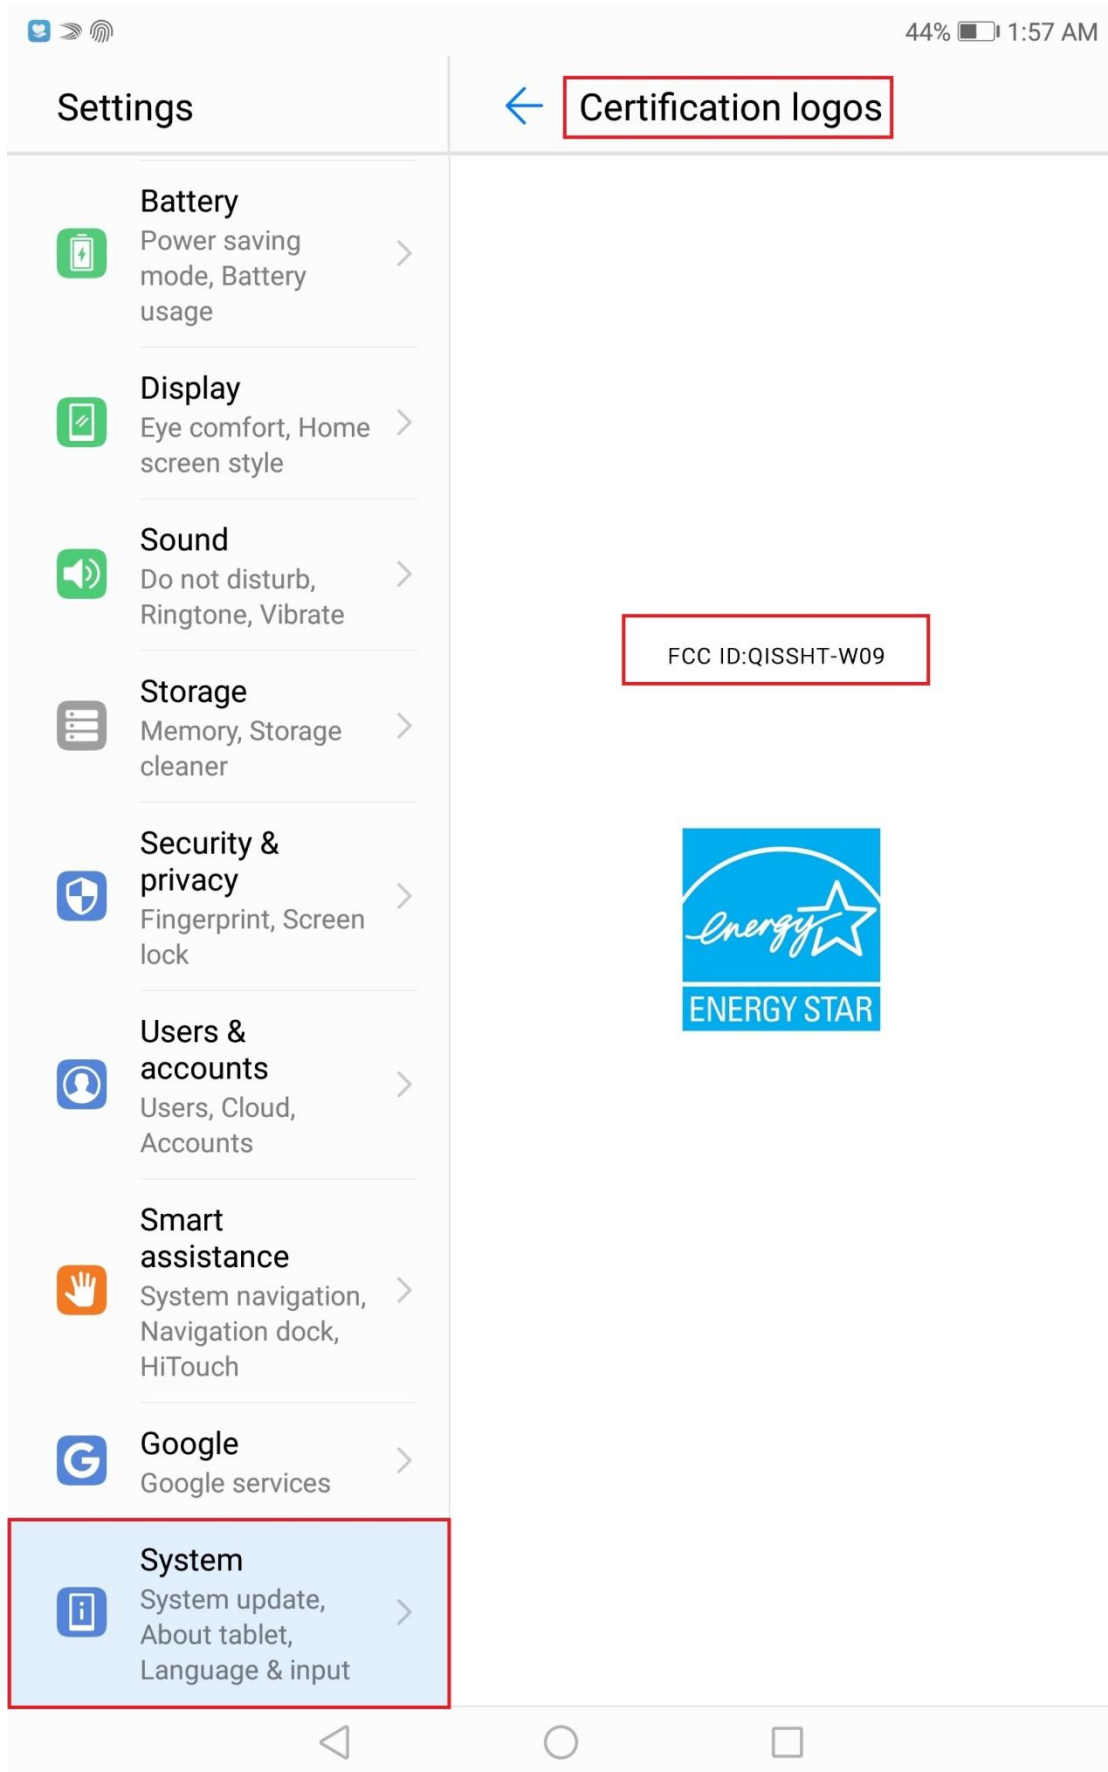 44% 1:57 AM
Settings
Certification logos
Battery
Power saving
mode, Battery
usage
Display
Eye comfort, Home
screen style
Sound
Do not disturb,
Ringtone, Vibrate
Storage
Memory, Storage
cleaner
Security &
privacy
Fingerprint, Screen
lock
Users &
accounts
Users, Cloud,
Accounts
Smart
assistance
System navigation,
Navigation dock,
HiTouch
Google
Google services
System
System update,
About tablet,
Language & input
FCC ID:QISSHT-W09
energy
ENERGY STAR